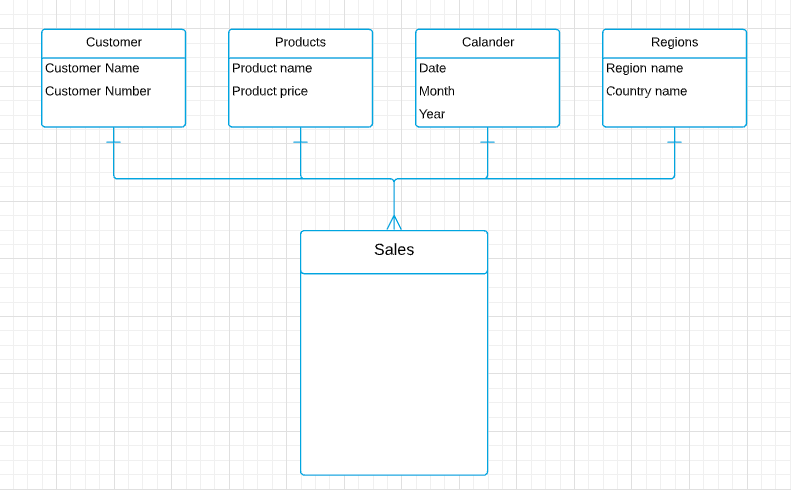 Customer
Customer Name
Customer Number
Products
Product name
Product price
Calander
Date
Month
Year
Regions
Region name
Country name
Sales